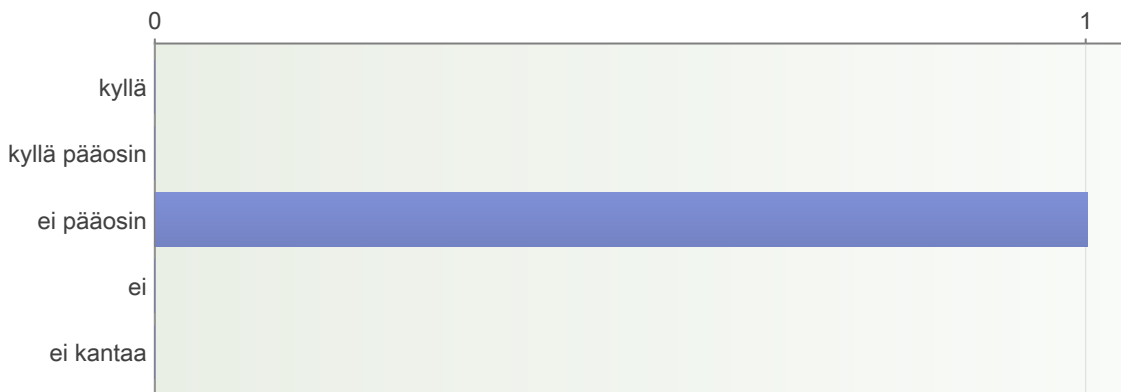 0 1
kyllä
kyllä pääosin
ei pääosin
ei
ei kantaa